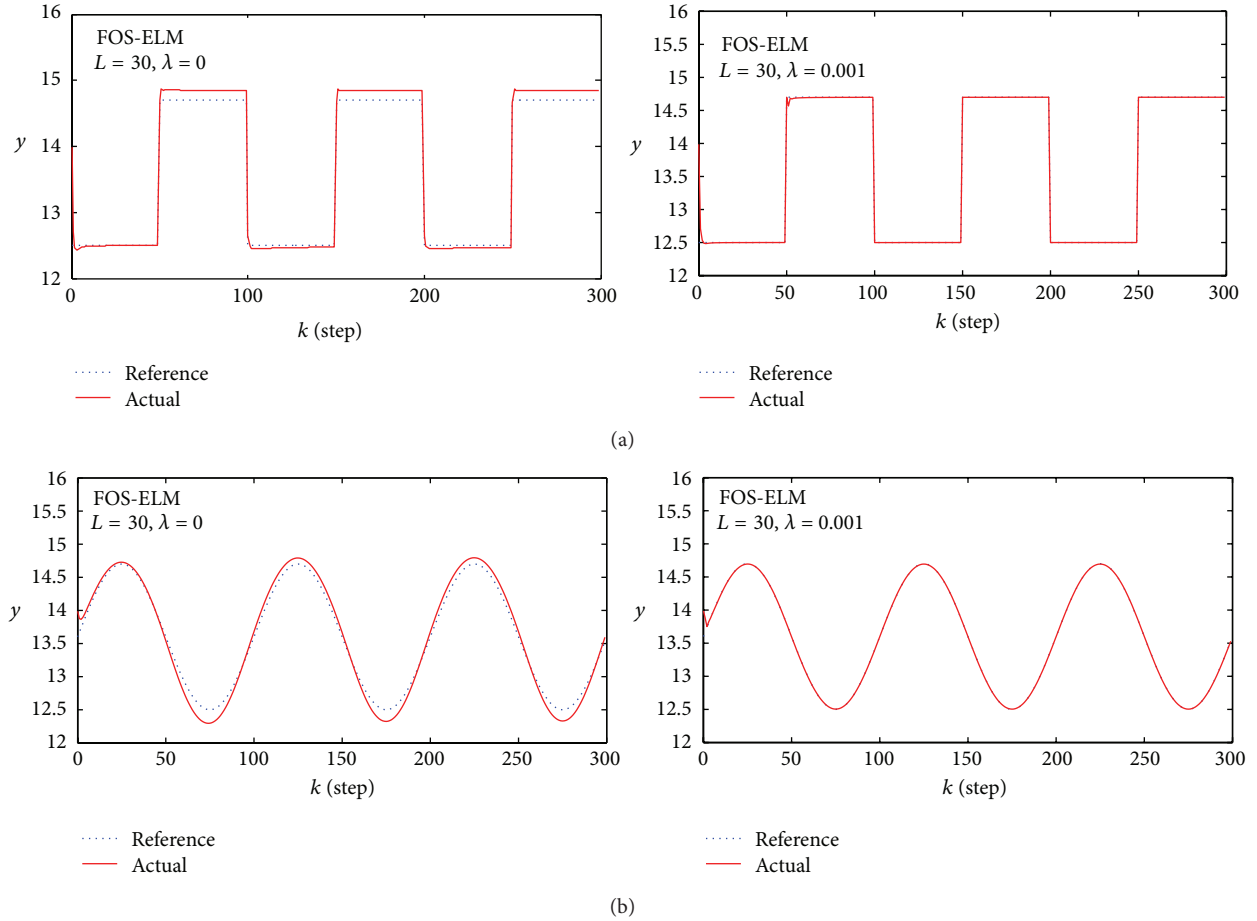 16
FOS-ELM
L = 30, λ = 0
15
y
14
13
12
0
100
200
300
k (step)
Reference
Actual
16
15.5
FOS-ELM
L = 30, λ = 0.001
15
14.5
y
14
13.5
13
12.5
12
0
50
100
150
200
250
300
k (step)
Reference
Actual
(a)
16
15.5
FOS-ELM
L = 30, λ = 0
15
14.5
y
14
13.5
13
12.5
12
0
50
100
150
200
250
300
k (step)
Reference
Actual
16
15.5
FOS-ELM
L = 30, λ = 0.001
15
14.5
y
14
13.5
13
12.5
12
0
50
100
150
200
250
300
k (step)
Reference
Actual
(b)